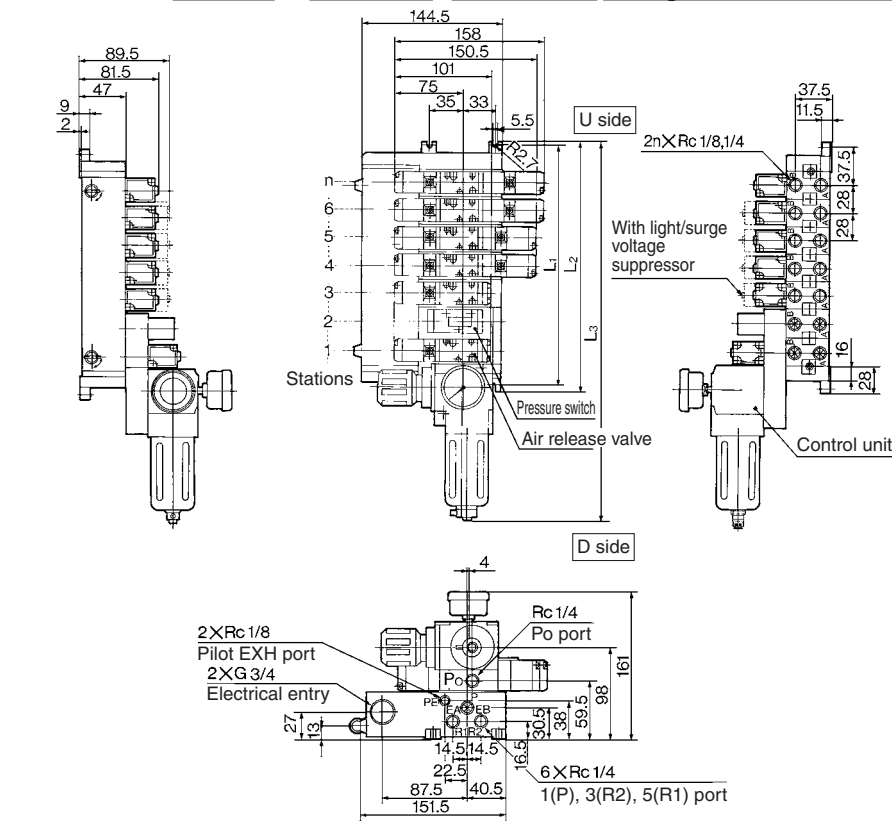 144.5
158
150.5
101
75
35
33
5.5
R2.7
U side
89.5
81.5
47
9
2
37.5
11.5
2n×Rc 1/8,1/4
37.5
28
28
With light/surge
voltage
suppressor
n
6
5
4
3
2
1
Stations
L1
L2
L3
B
B
B
B
B
B
B
A
A
A
A
A
A
A
16
28
Pressure switch
Air release valve
Control unit
D side
4
2×Rc 1/8
Pilot EXH port
2×G 3/4
Electrical entry
Rc 1/4
Po port
Po
P
PE
EA
EB
R1
R2
27
13
14.5
14.5
22.5
87.5
40.5
151.5
16.5
30.5
38
59.5
98
161
6×Rc 1/4
1(P), 3(R2), 5(R1) port